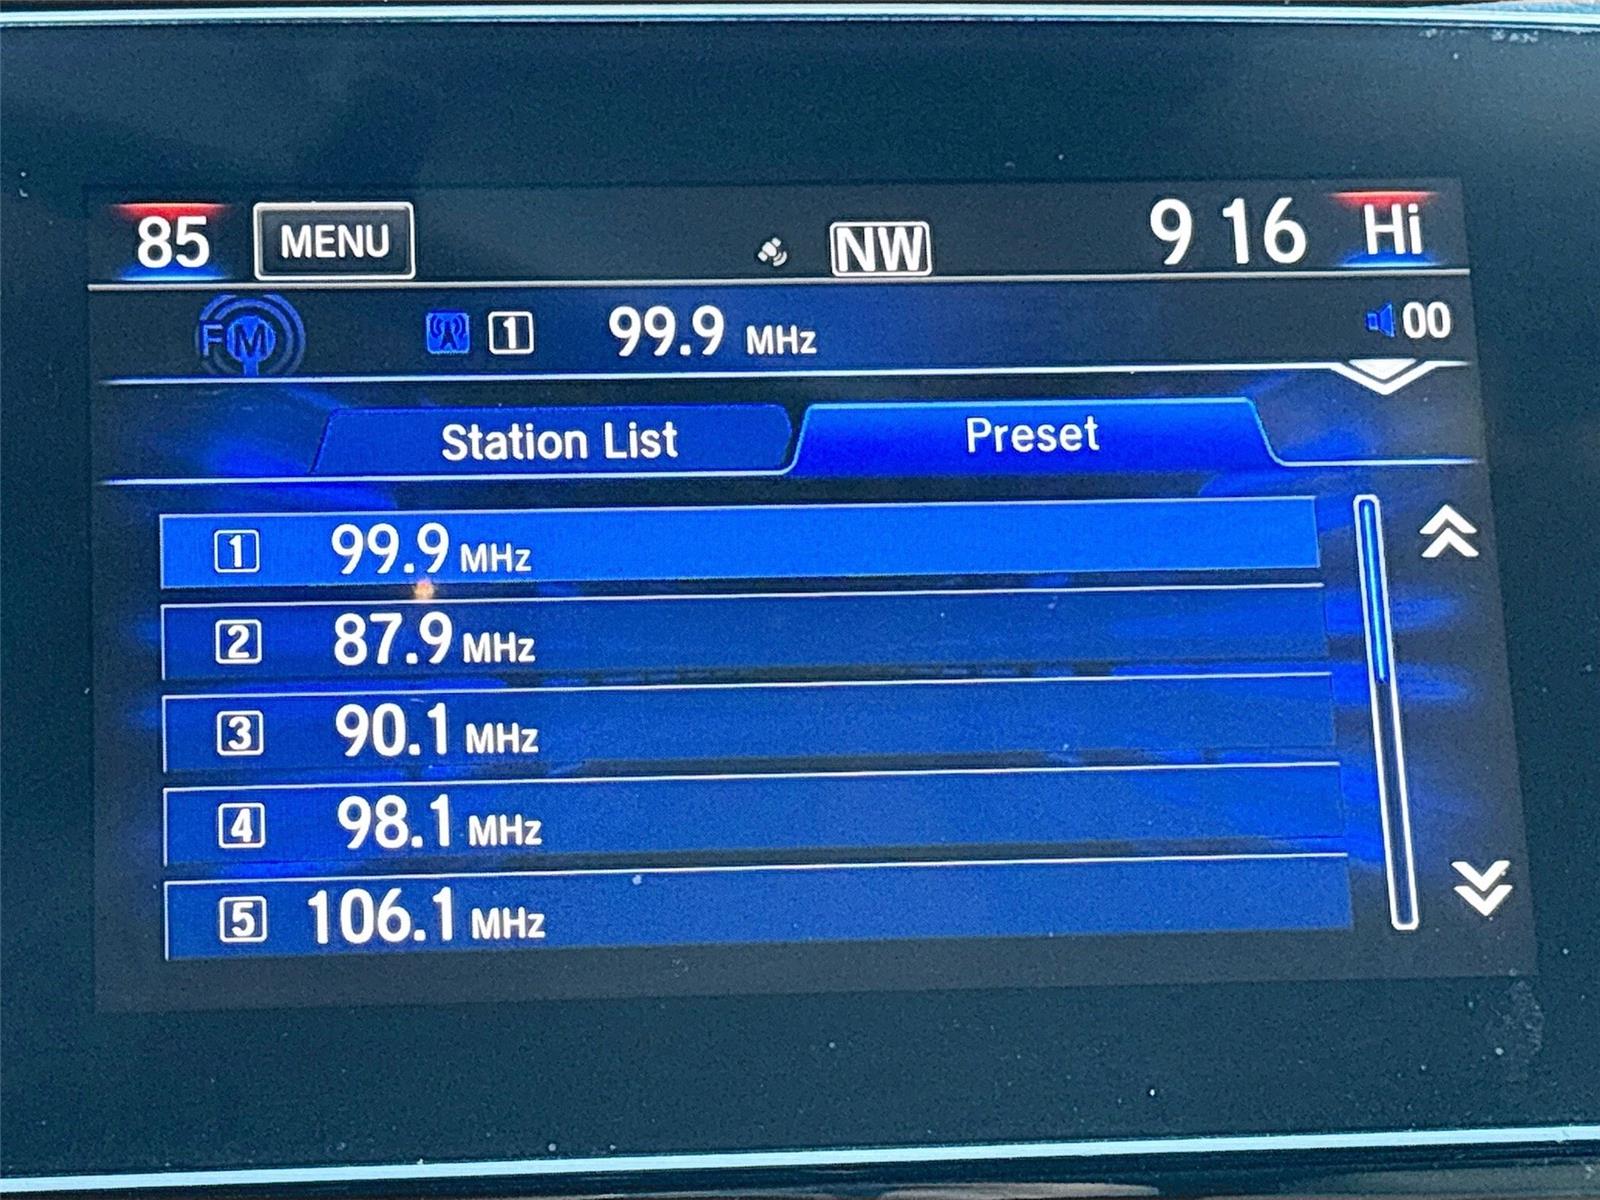 85 MENU NW 9 16 Hi
FM 1 99.9 MHz 00
Station List Preset
1 99.9 MHz
2 87.9 MHz
3 90.1 MHz
4 98.1 MHz
5 106.1 MHz